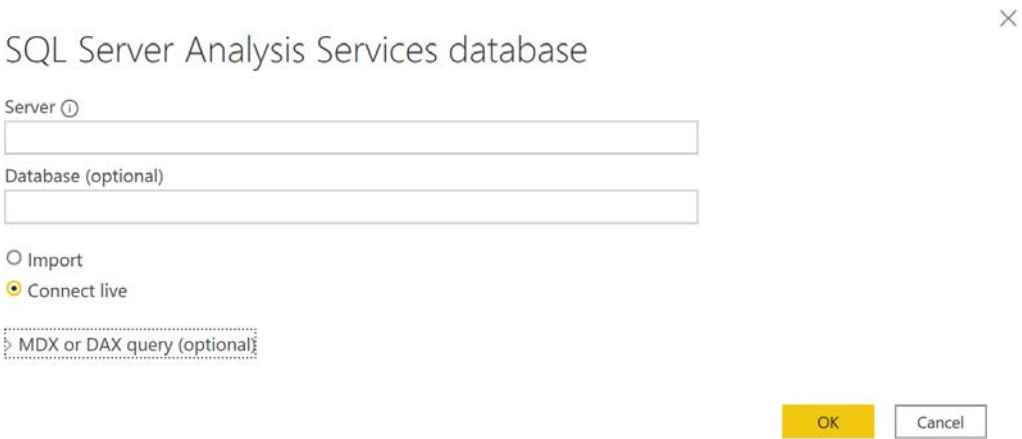 SQL Server Analysis Services database
Server
Database (optional)
Import
Connect live
MDX or DAX query (optional)
OK Cancel